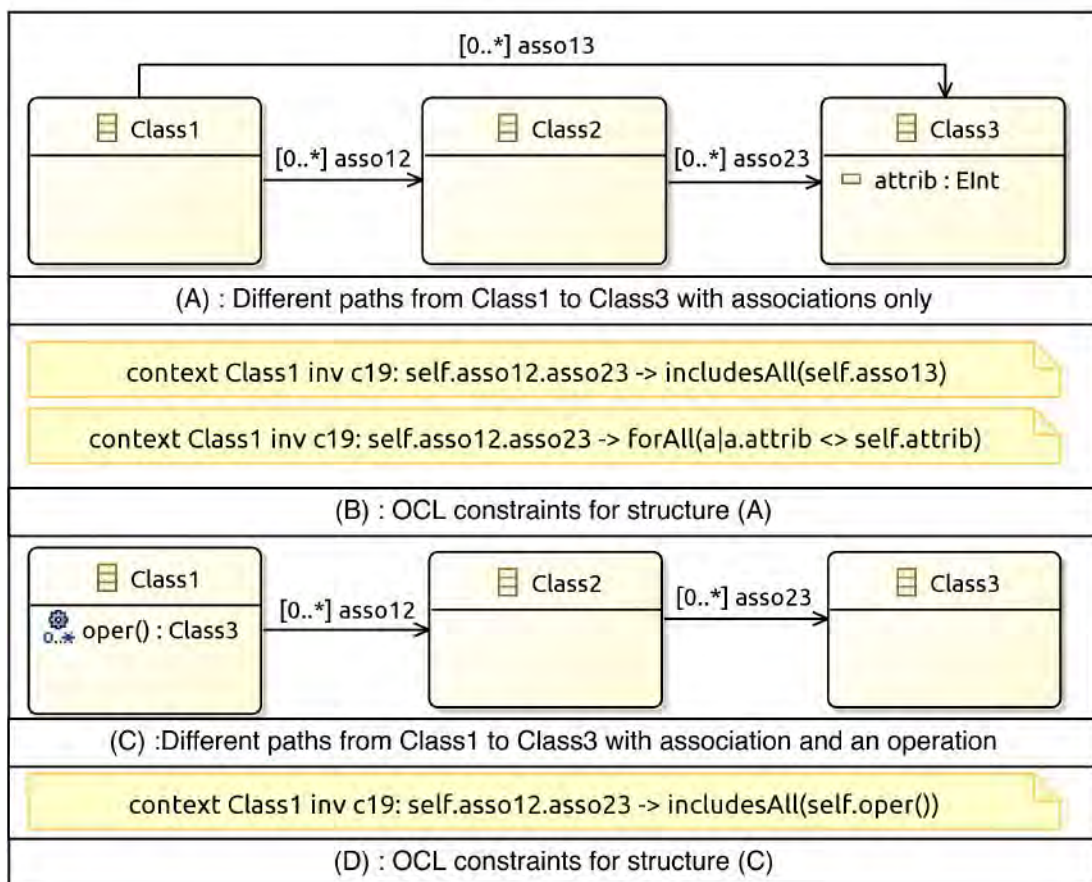 [0..*] asso13
Class1
Class2
Class3
[0..*] asso12
[0..*] asso23
attrib : EInt
(A) : Different paths from Class1 to Class3 with associations only
context Class1 inv c19: self.asso12.asso23 -> includesAll(self.asso13)
context Class1 inv c19: self.asso12.asso23 -> forAll(a|a.attrib <> self.attrib)
(B) : OCL constraints for structure (A)
Class1
Class2
Class3
0..* oper() : Class3
[0..*] asso12
[0..*] asso23
(C) :Different paths from Class1 to Class3 with association and an operation
context Class1 inv c19: self.asso12.asso23 -> includesAll(self.oper())
(D) : OCL constraints for structure (C)